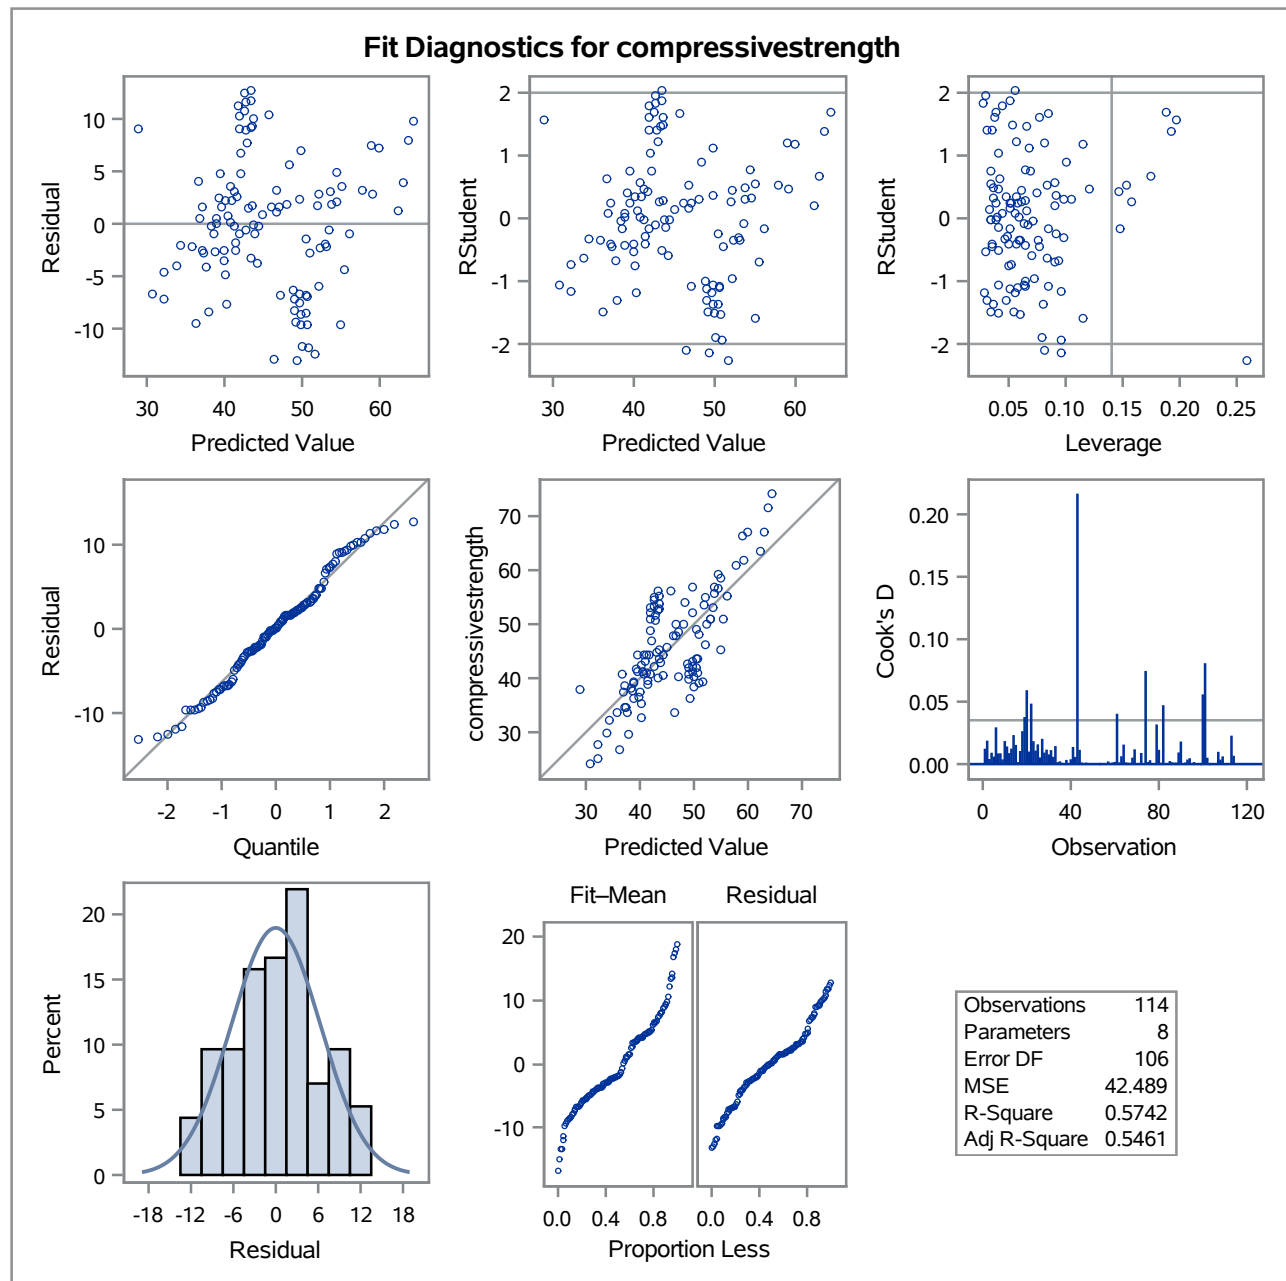 Fit Diagnostics for compressivestrength
Residual
10
5
0
-5
-10
30 40 50 60
Predicted Value
RStudent
2
1
0
-1
-2
30 40 50 60
Predicted Value
RStudent
2
1
0
-1
-2
0.05 0.10 0.15 0.20 0.25
Leverage
Residual
10
0
-10
-2 -1 0 1 2
Quantile
compressivestrength
70
60
50
40
30
30 40 50 60 70
Predicted Value
Cook's D
0.20
0.15
0.10
0.05
0.00
0 40 80 120
Observation
Percent
20
15
10
5
0
-18 -12 -6 0 6 12 18
Residual
Fit–Mean Residual
20
10
0
-10
0.0 0.4 0.8 0.0 0.4 0.8
Proportion Less
Observations 114
Parameters 8
Error DF 106
MSE 42.489
R-Square 0.5742
Adj R-Square 0.5461